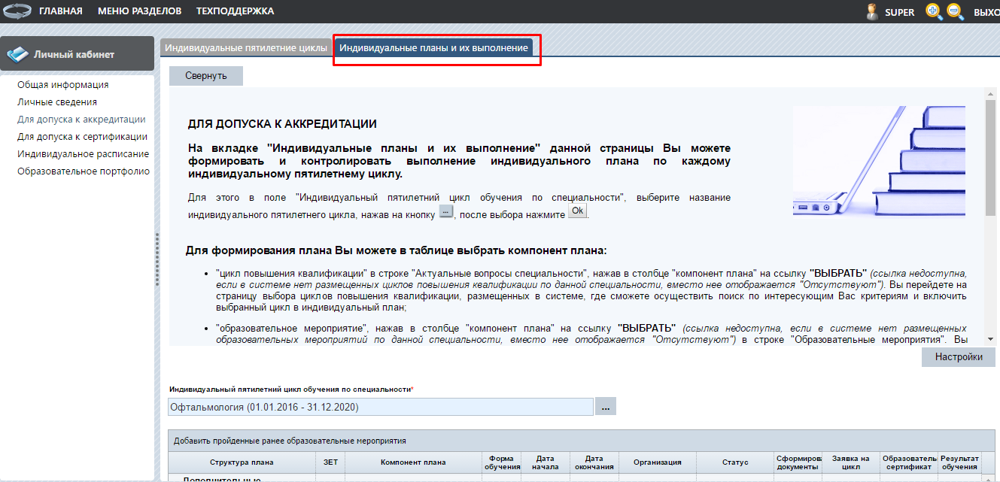 ГЛАВНАЯ МЕНЮ РАЗДЕЛОВ ТЕХПОДДЕРЖКА SUPER ВЫХО
Личный кабинет
Общая информация
Личные сведения
Для допуска к аккредитации
Для допуска к сертификации
Индивидуальное расписание
Образовательное портфолио
Индивидуальные пятилетние циклы Индивидуальные планы и их выполнение
Свернуть
ДЛЯ ДОПУСКА К АККРЕДИТАЦИИ
На вкладке "Индивидуальные планы и их выполнение" данной страницы Вы можете
формировать и контролировать выполнение индивидуального плана по каждому
индивидуальному пятилетнему циклу.
Для этого в поле "Индивидуальный пятилетний цикл обучения по специальности", выберите название
индивидуального пятилетнего цикла, нажав на кнопку ..., после выбора нажмите Ok.
Для формирования плана Вы можете в таблице выбрать компонент плана:
• "цикл повышения квалификации" в строке "Актуальные вопросы специальности", нажав в столбце "компонент плана" на ссылку "ВЫБРАТЬ" (ссылка недоступна,
если в системе нет размещенных циклов повышения квалификации по данной специальности, вместо нее отображается "Отсутствуют"). Вы перейдете на
страницу выбора циклов повышения квалификации, размещенных в системе, где сможете осуществить поиск по интересующим Вас критериям и включить
выбранный цикл в индивидуальный план;
• "образовательное мероприятие", нажав в столбце "компонент плана" на ссылку "ВЫБРАТЬ" (ссылка недоступна, если в системе нет размещенных
образовательных мероприятий по данной специальности, вместо нее отображается "Отсутствуют") в строке "Образовательные мероприятия". Вы
Настройки
Индивидуальный пятилетний цикл обучения по специальности*
Офтальмология (01.01.2016 - 31.12.2020) ...
Добавить пройденные ранее образовательные мероприятия
Структура плана ЗЕТ Компонент плана Форма обучения Дата начала Дата окончания Организация Статус Сформирова документы Заявка на цикл Образователь сертификат Результат обучения
Дополнительные